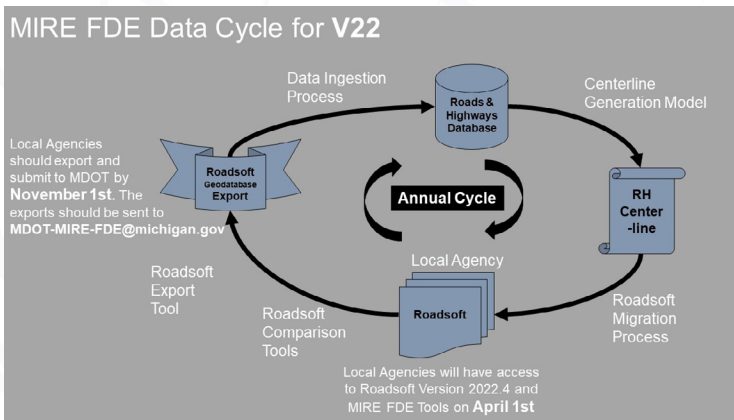 MIRE FDE Data Cycle for V22
Data Ingestion
Process
Roads &
Highways
Database
Centerline
Generation Model
Local Agencies
should export and
submit to MDOT by
November 1st. The
exports should be sent to
MDOT-MIRE-FDE@michigan.gov
Roadsoft
Geodatabase
Export
Annual Cycle
RH
Center
-line
Roadsoft
Export
Tool
Roadsoft
Comparison
Tools
Local Agency
Roadsoft
Roadsoft
Migration
Process
Local Agencies will have access
to Roadsoft Version 2022.4 and
MIRE FDE Tools on April 1st